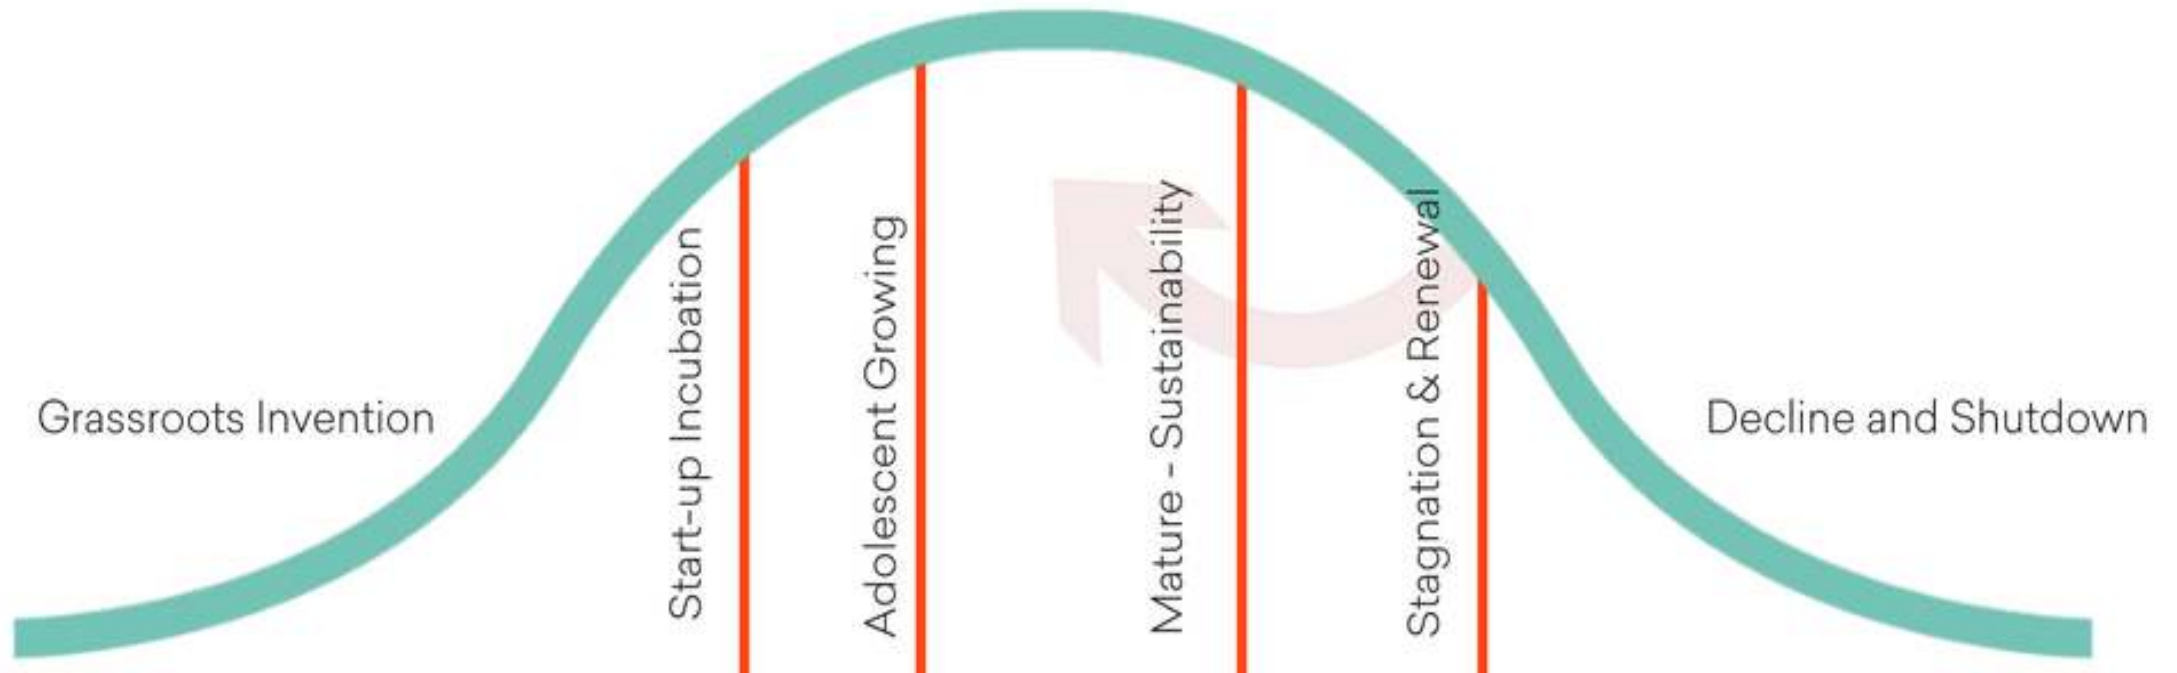 Grassroots Invention
Start-up Incubation
Adolescent Growing
Mature - Sustainability
Stagnation & Renewal
Decline and Shutdown